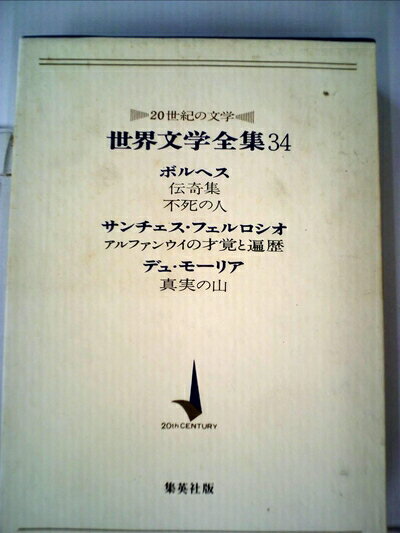 20世紀の文学
世界文学全集34
ボルヘス
伝奇集
不死の人
サンチェス・フェルロシオ
アルファンウイの才覚と遍歴
デュ・モーリア
真実の山
20th CENTURY
集英社版